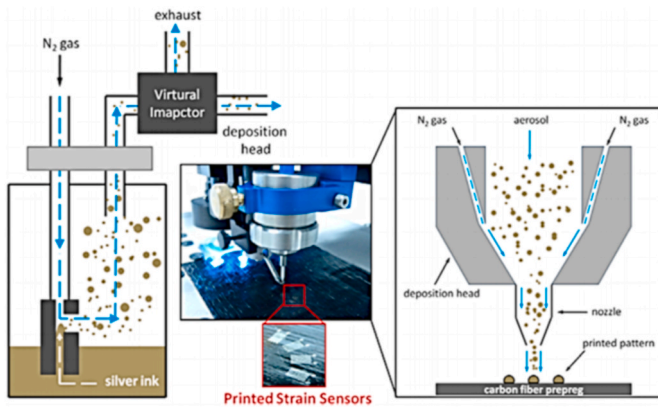 exhaust
N₂ gas
Virtural
Imapctor
deposition
head
silver ink
Printed Strain Sensors
N₂ gas
aerosol
N₂ gas
deposition head
nozzle
printed pattern
carbon fiber prepreg